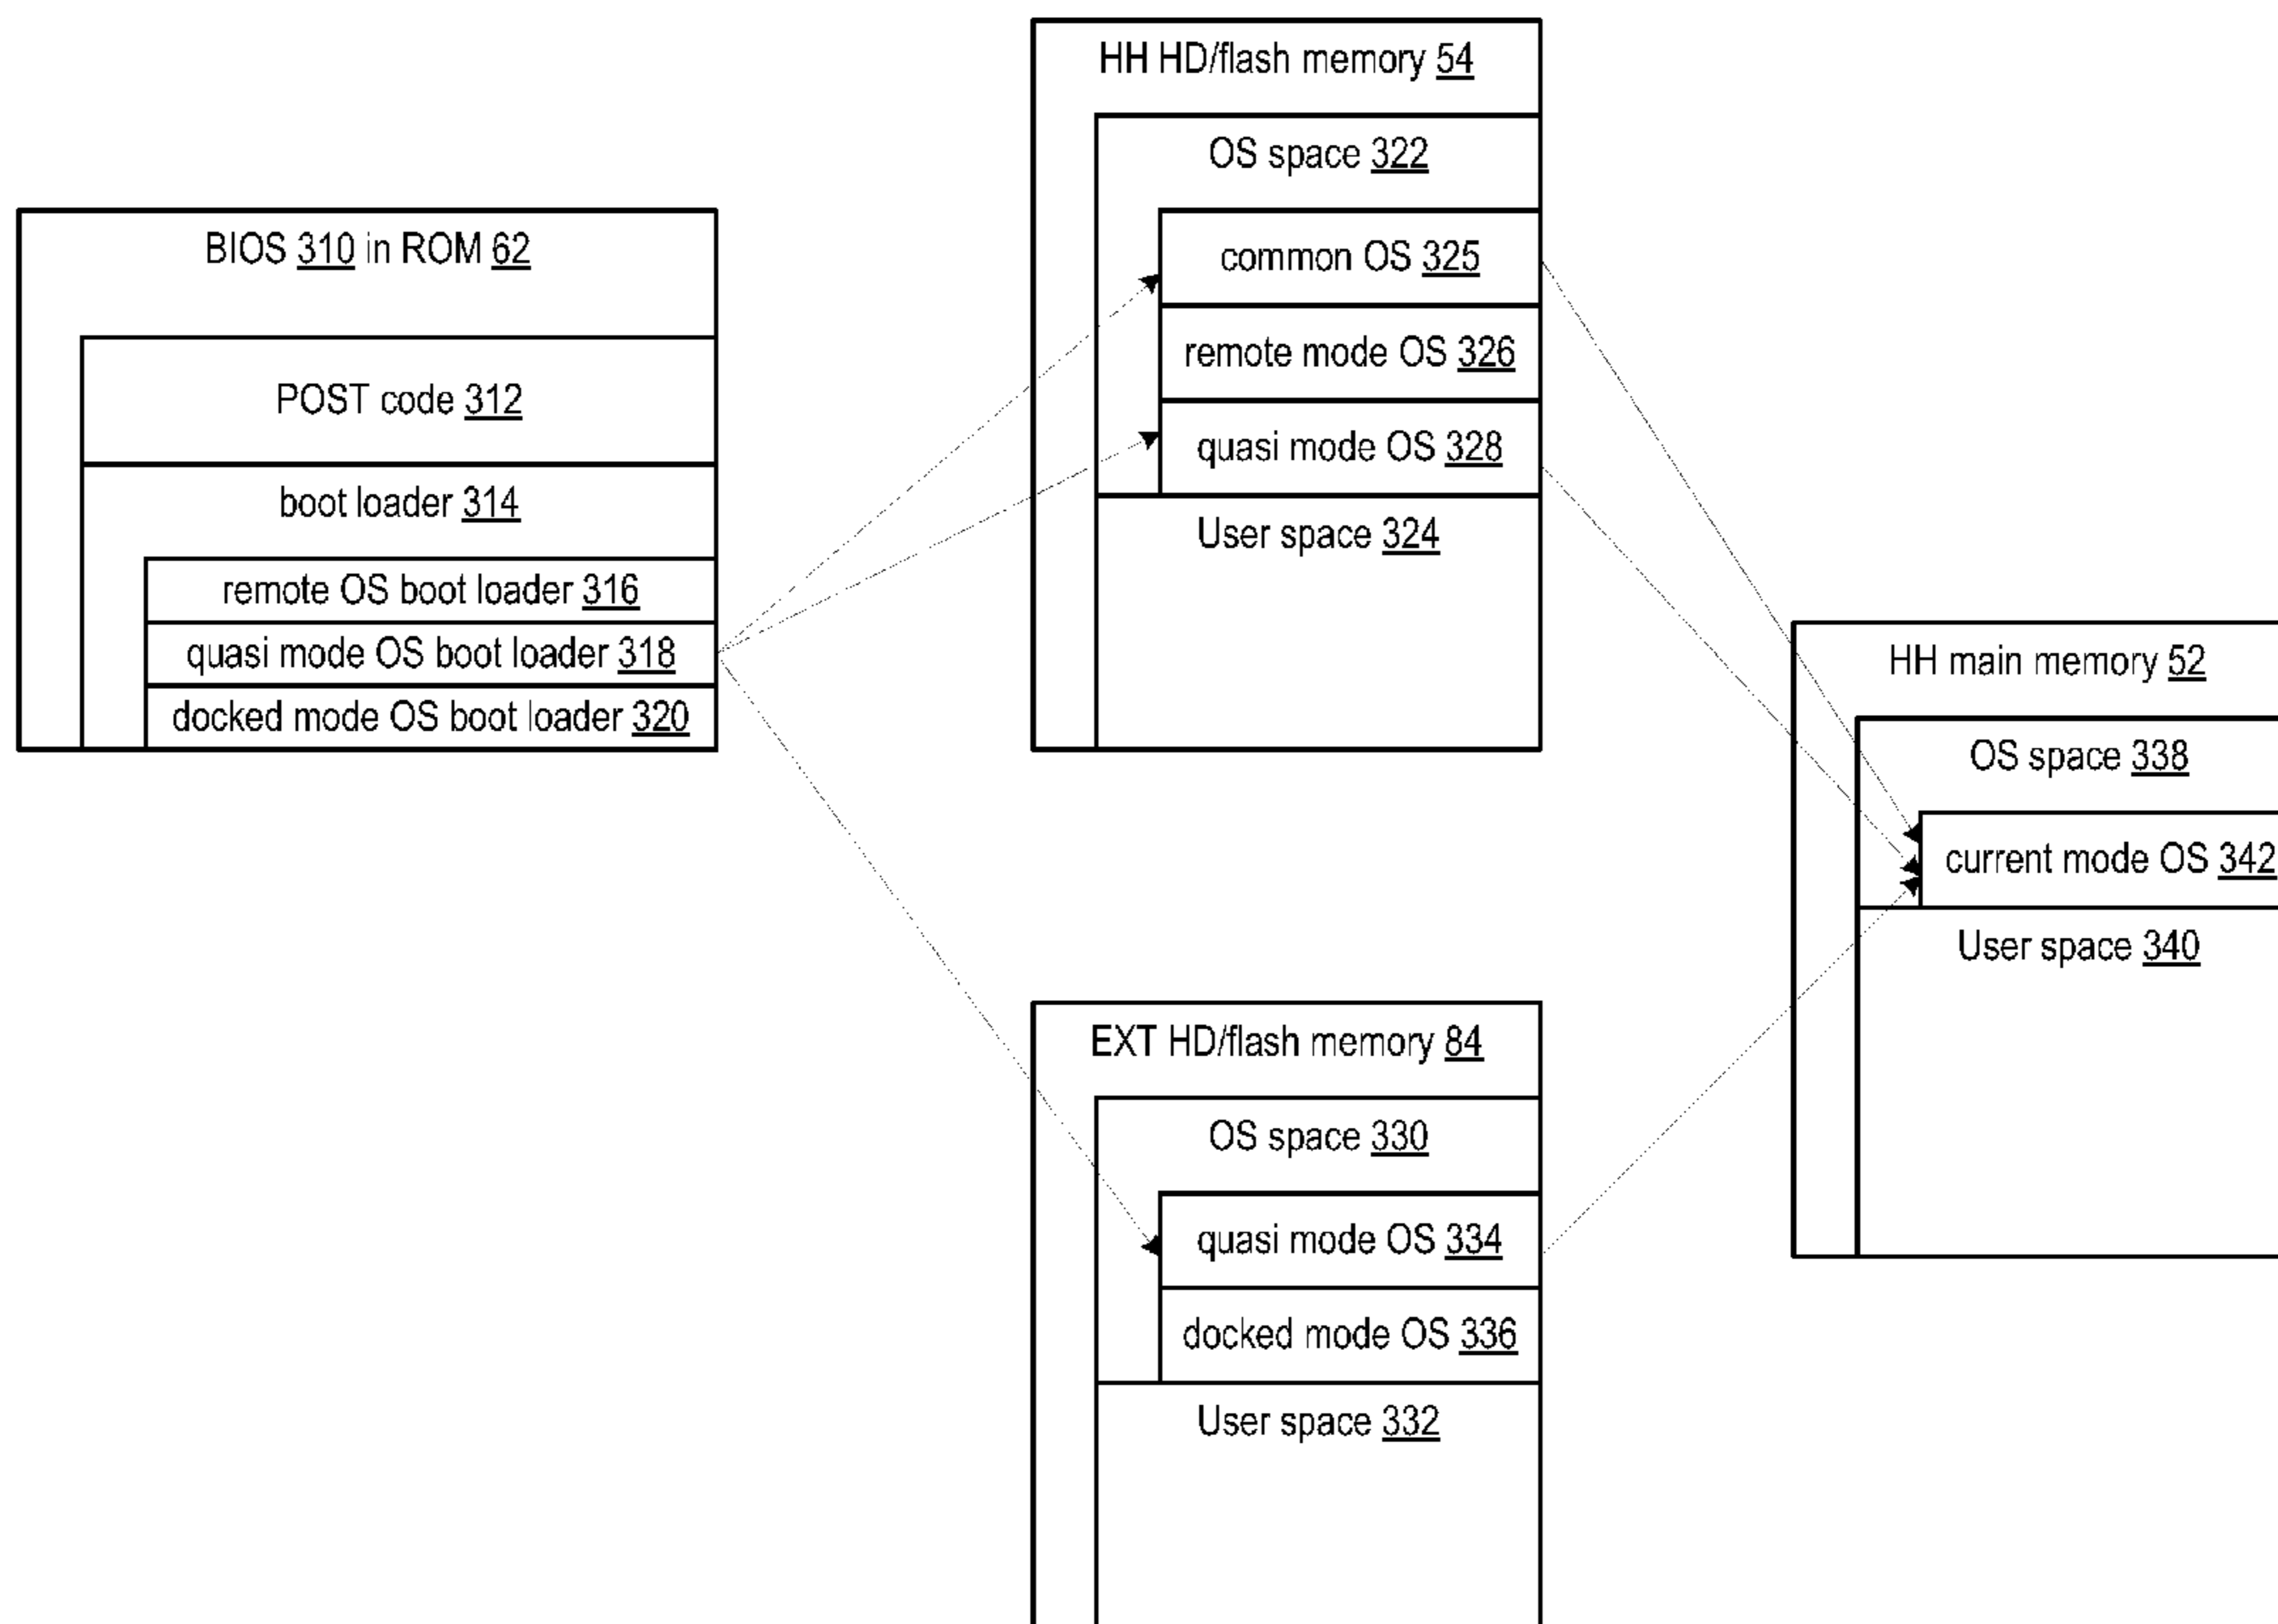 BIOS 310 in ROM 62
POST code 312
boot loader 314
remote OS boot loader 316
quasi mode OS boot loader 318
docked mode OS boot loader 320
HH HD/flash memory 54
OS space 322
common OS 325
remote mode OS 326
quasi mode OS 328
User space 324
EXT HD/flash memory 84
OS space 330
quasi mode OS 334
docked mode OS 336
User space 332
HH main memory 52
OS space 338
current mode OS 342
User space 340